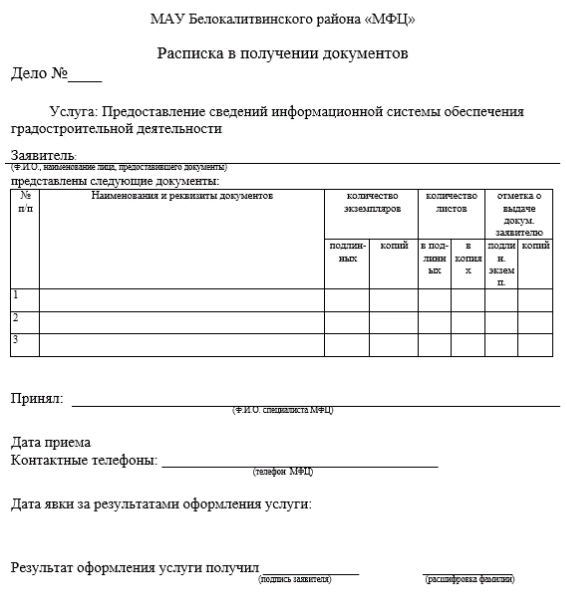 МАУ Белокалитвинского района «МФЦ»
Расписка в получении документов
Дело №____
Услуга: Предоставление сведений информационной системы обеспечения
градостроительной деятельности
Заявитель:
(Ф.И.О., наименование лица, предоставившего документы)
представлены следующие документы:
№ Наименования и реквизиты документов количество количество отметка о
п/п экземпляров листов выдаче
докум.
заявителю
подлин- копий в под- в подли копий
ных линн копия н.
ых х экзем
п.
1
2
3
Принял:
(Ф.И.О. специалиста МФЦ)
Дата приема
Контактные телефоны:
(телефон МФЦ)
Дата явки за результатами оформления услуги:
Результат оформления услуги получил
(подпись заявителя) (расшифровка фамилии)